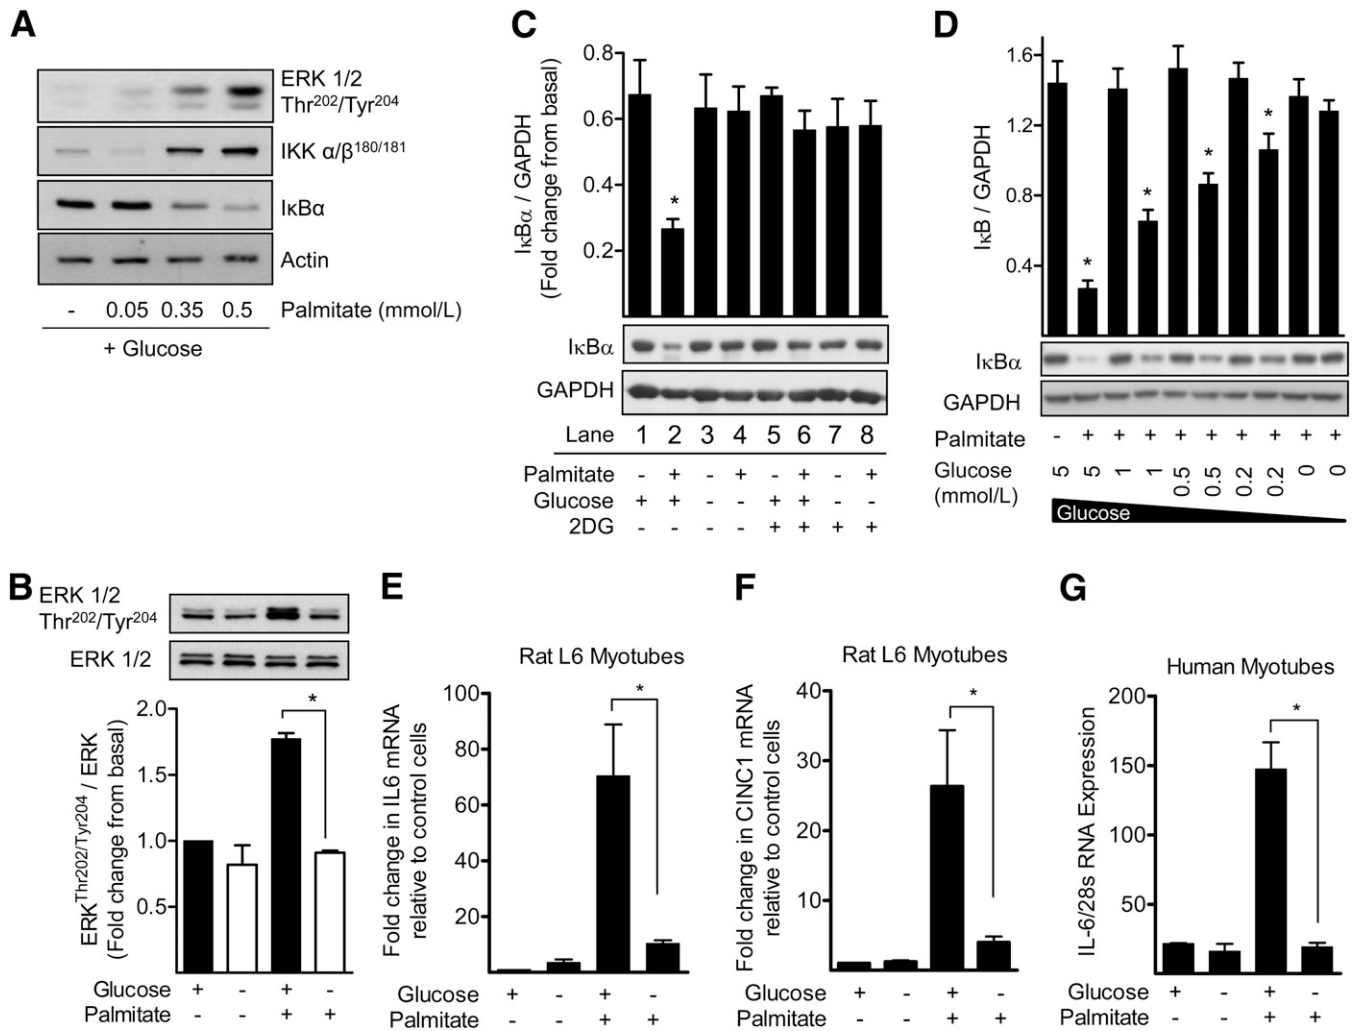 A
ERK 1/2
Thr202/Tyr204
IKK α/β180/181
IκBα
Actin
- 0.05 0.35 0.5 Palmitate (mmol/L)
+ Glucose
C
IκBα / GAPDH
(Fold change from basal)
0.8
0.6
0.4
0.2
*
IκBα
GAPDH
Lane 1 2 3 4 5 6 7 8
Palmitate - + - + - + - +
Glucose + + - - + + - -
2DG - - - - + + + +
D
IκB / GAPDH
1.6
1.2
0.8
0.4
* * * *
IκBα
GAPDH
Palmitate - + + + + + + + + +
Glucose 5 5 1 1 0.5 0.5 0.2 0.2 0 0
(mmol/L)
Glucose
B
ERK 1/2
Thr202/Tyr204
ERK 1/2
ERKThr202/Tyr204 / ERK
(Fold change from basal)
2.0
1.5
1.0
0.5
*
Glucose + - + -
Palmitate - - + +
E
Rat L6 Myotubes
Fold change in IL6 mRNA
relative to control cells
100
80
60
40
20
*
Glucose + - + -
Palmitate - - + +
F
Rat L6 Myotubes
Fold change in CINC1 mRNA
relative to control cells
40
30
20
10
*
Glucose + - + -
Palmitate - - + +
G
Human Myotubes
IL-6/28s RNA Expression
200
150
100
50
*
Glucose + - + -
Palmitate - - + +